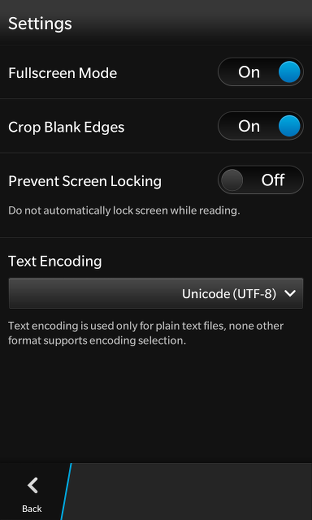 Settings
Fullscreen Mode
On
Crop Blank Edges
On
Prevent Screen Locking
Off
Do not automatically lock screen while reading.
Text Encoding
Unicode (UTF-8)
Text encoding is used only for plain text files, none other
format supports encoding selection.
Back